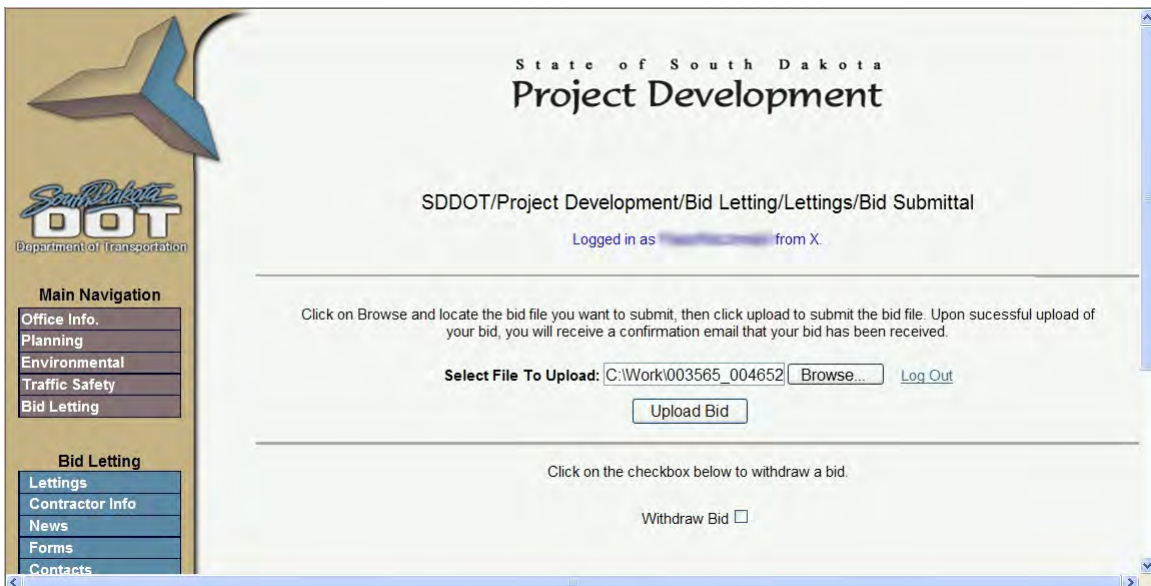 State of South Dakota
Project Development
South Dakota
DOT
Department of Transportation
SDDOT/Project Development/Bid Letting/Lettings/Bid Submittal
Logged in as from X.
Main Navigation
Office Info.
Planning
Environmental
Traffic Safety
Bid Letting
Click on Browse and locate the bid file you want to submit, then click upload to submit the bid file. Upon sucessful upload of
your bid, you will receive a confirmation email that your bid has been received.
Select File To Upload: C:\Work\003565_004652 Browse... Log Out
Upload Bid
Bid Letting
Lettings
Contractor Info
News
Forms
Contacts
Click on the checkbox below to withdraw a bid.
Withdraw Bid